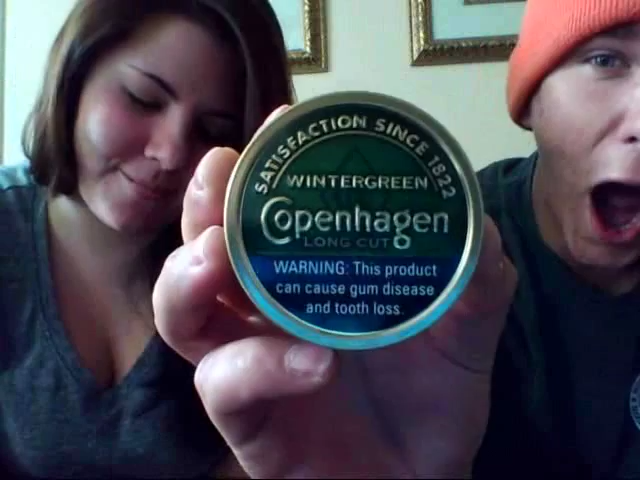 SATISFACTION SINCE 1822
WINTERGREEN
Copenhagen
LONG CUT
WARNING: This product
can cause gum disease
and tooth loss.